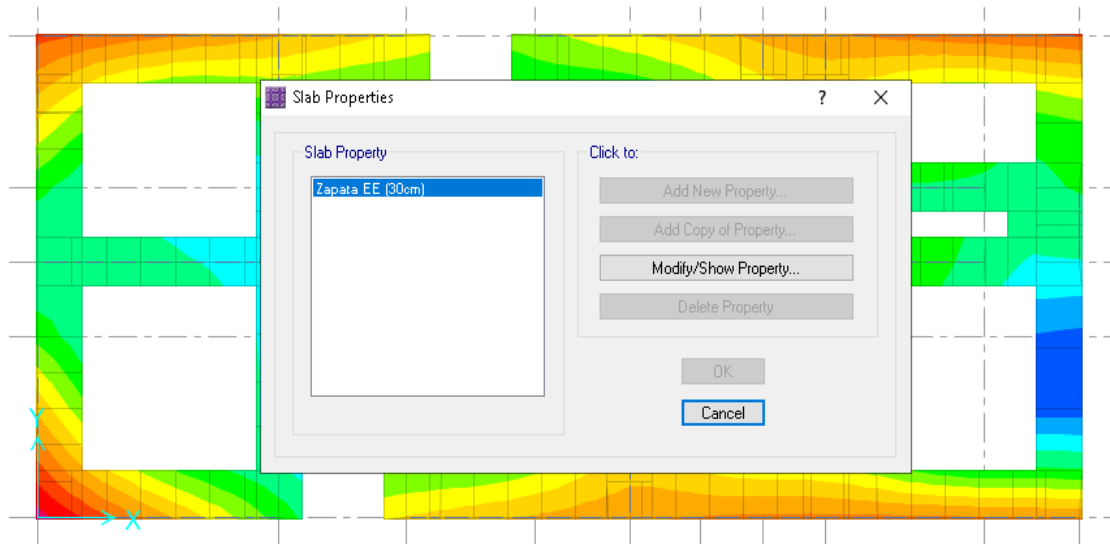 Slab Properties
?
Slab Property
Zapata EE (30cm)
Click to:
Add New Property...
Add Copy of Property...
Modify/Show Property...
Delete Property
OK
Cancel
Y
X